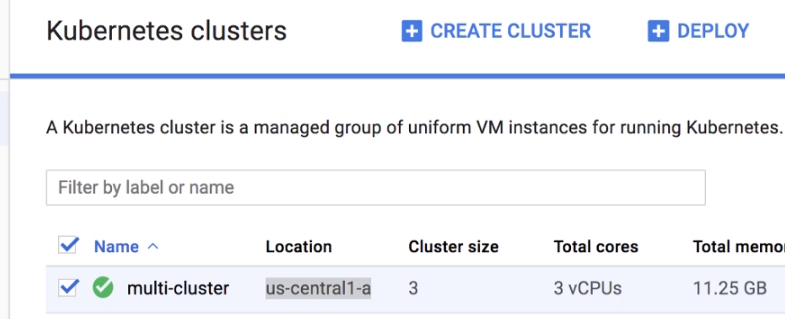 Kubernetes clusters CREATE CLUSTER DEPLOY
A Kubernetes cluster is a managed group of uniform VM instances for running Kubernetes.
Filter by label or name
Name Location Cluster size Total cores Total memo
multi-cluster us-central1-a 3 3 vCPUs 11.25 GB